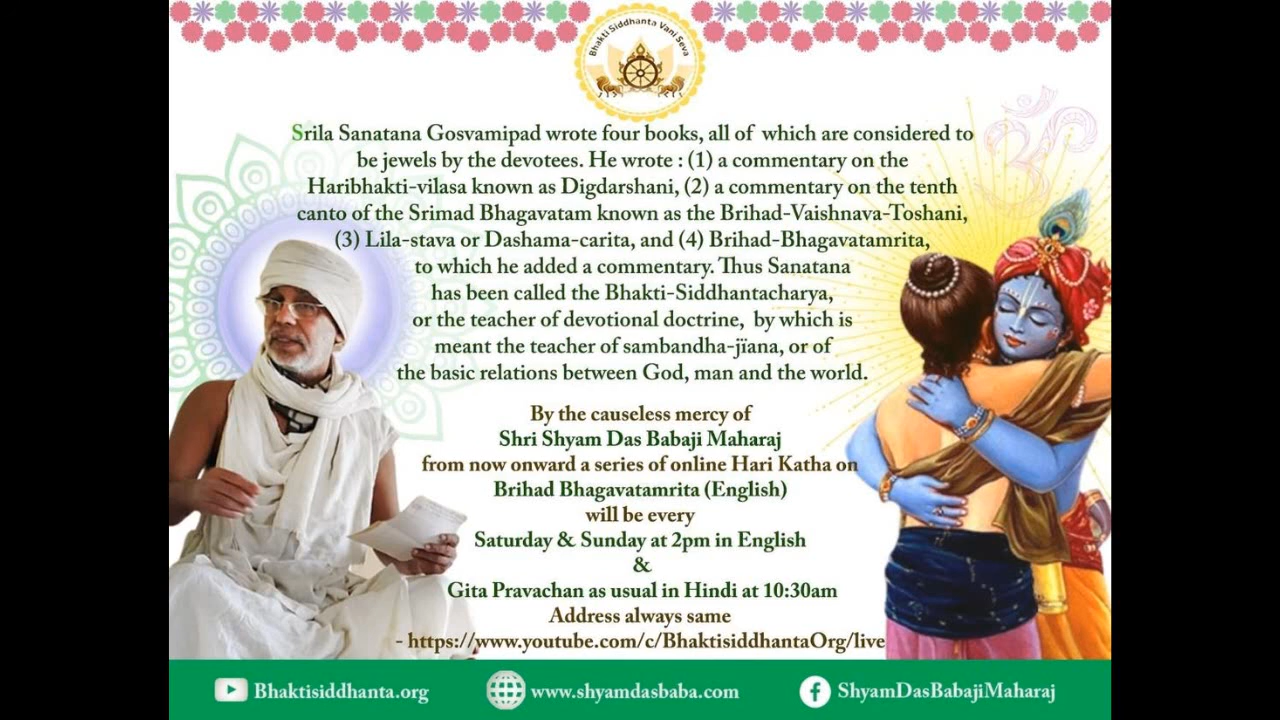 Bhakti Siddhanta Vani Seva
Srila Sanatana Gosvamipad wrote four books, all of which are considered to
be jewels by the devotees. He wrote : (1) a commentary on the
Haribhakti-vilasa known as Digdarshani, (2) a commentary on the tenth
canto of the Srimad Bhagavatam known as the Brihad-Vaishnava-Toshani,
(3) Lila-stava or Dashama-carita, and (4) Brihad-Bhagavatamrita,
to which he added a commentary. Thus Sanatana
has been called the Bhakti-Siddhantacharya,
or the teacher of devotional doctrine, by which is
meant the teacher of sambandha-jïana, or of
the basic relations between God, man and the world.
By the causeless mercy of
Shri Shyam Das Babaji Maharaj
from now onward a series of online Hari Katha on
Brihad Bhagavatamrita (English)
will be every
Saturday & Sunday at 2pm in English
&
Gita Pravachan as usual in Hindi at 10:30am
Address always same
- https://www.youtube.com/c/BhaktisiddhantaOrg/live
Bhaktisiddhanta.org
www.shyamdasbaba.com
ShyamDasBabajiMaharaj
ॐ